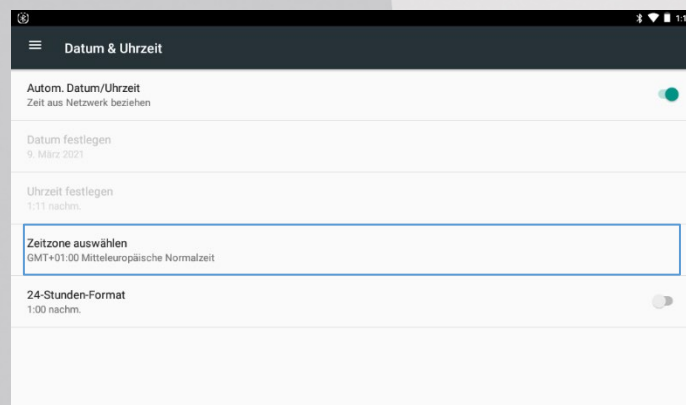 Datum & Uhrzeit
Autom. Datum/Uhrzeit
Zeit aus Netzwerk beziehen
Datum festlegen
9. März 2021
Uhrzeit festlegen
1:11 nachm.
Zeitzone auswählen
GMT+01:00 Mitteleuropäische Normalzeit
24-Stunden-Format
1:00 nachm.